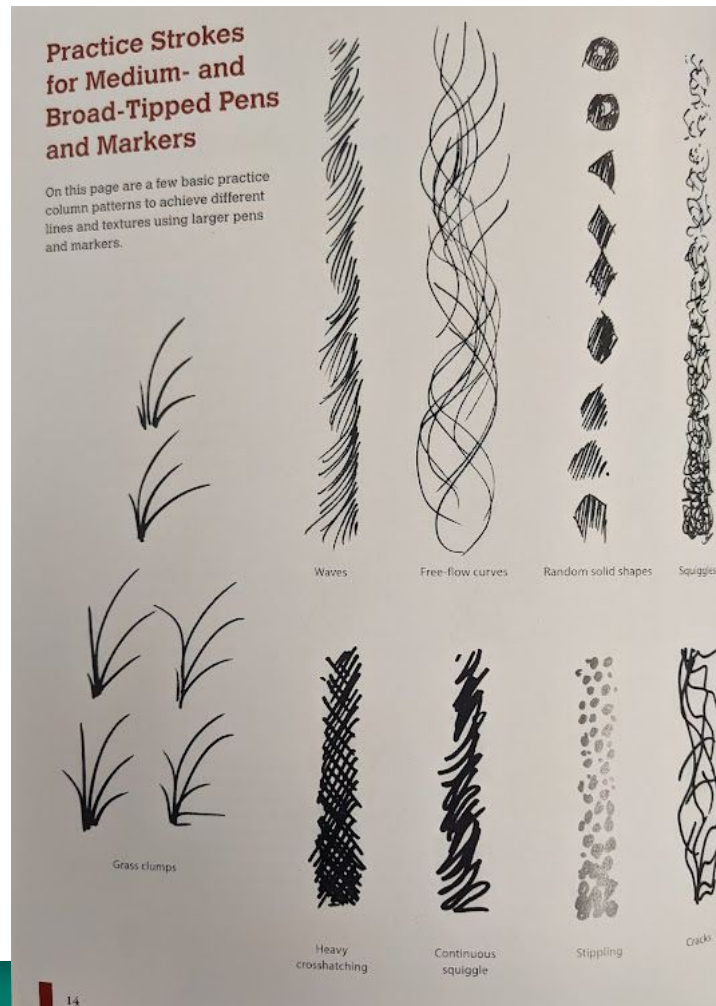 Practice Strokes
for Medium- and
Broad-Tipped Pens
and Markers
On this page are a few basic practice
column patterns to achieve different
lines and textures using larger pens
and markers.
Waves
Free-flow curves
Random solid shapes
Squiggles
Grass clumps
Heavy
crosshatching
Continuous
squiggle
Stippling
Cracks
14